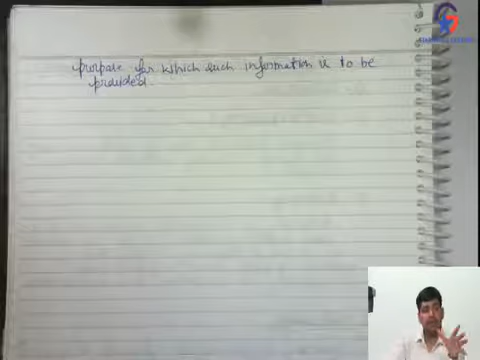 purpose for which such information is to be
provided.